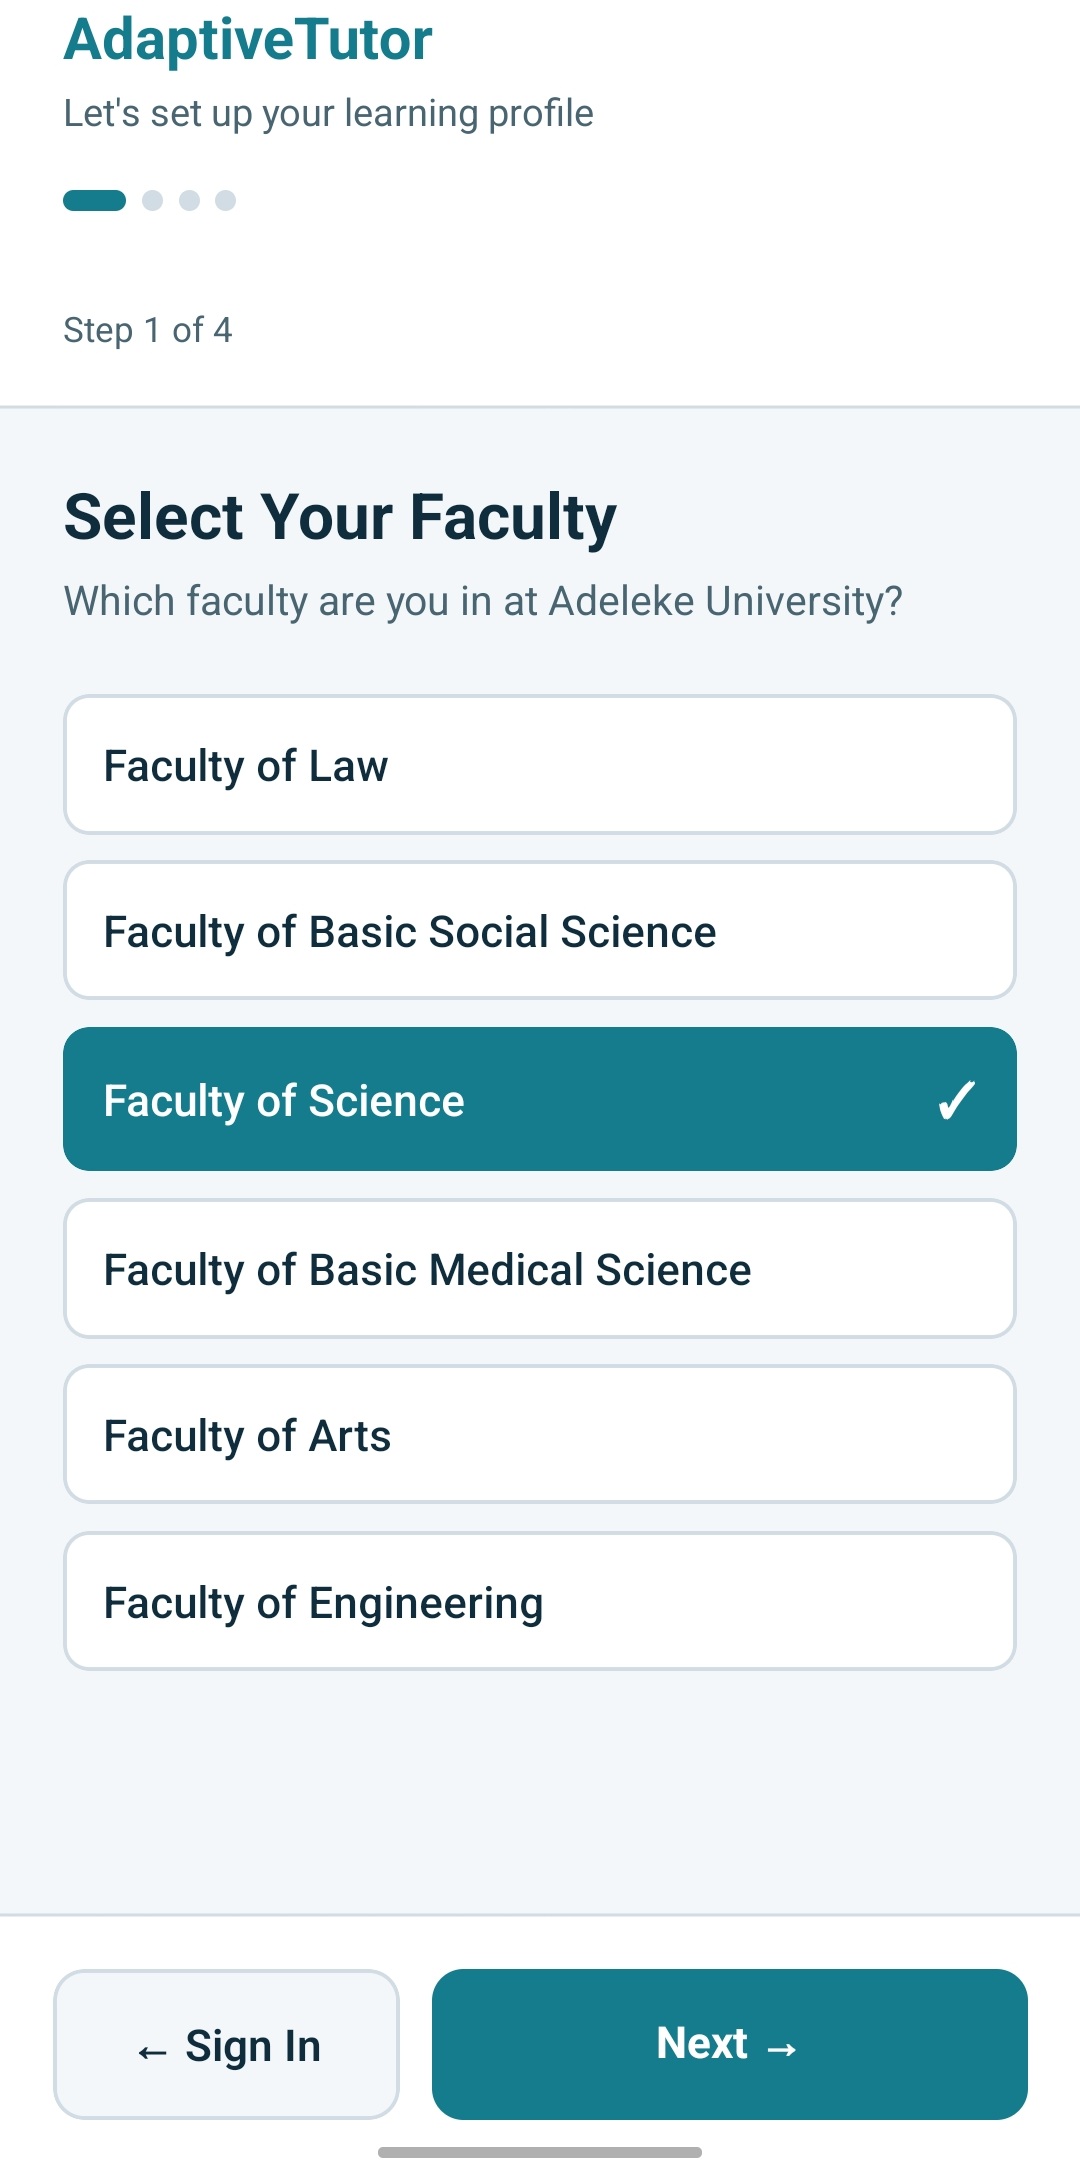 AdaptiveTutor
Let's set up your learning profile
Step 1 of 4
Select Your Faculty
Which faculty are you in at Adeleke University?
Faculty of Law
Faculty of Basic Social Science
Faculty of Science ✓
Faculty of Basic Medical Science
Faculty of Arts
Faculty of Engineering
← Sign In
Next →